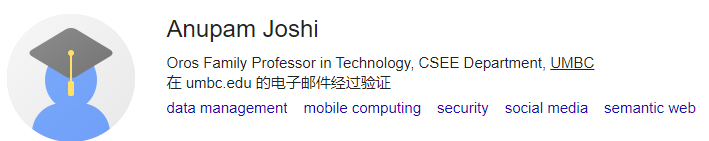 Anupam Joshi
Oros Family Professor in Technology, CSEE Department, UMBC
在 umbc.edu 的电子邮件经过验证
data management mobile computing security social media semantic web